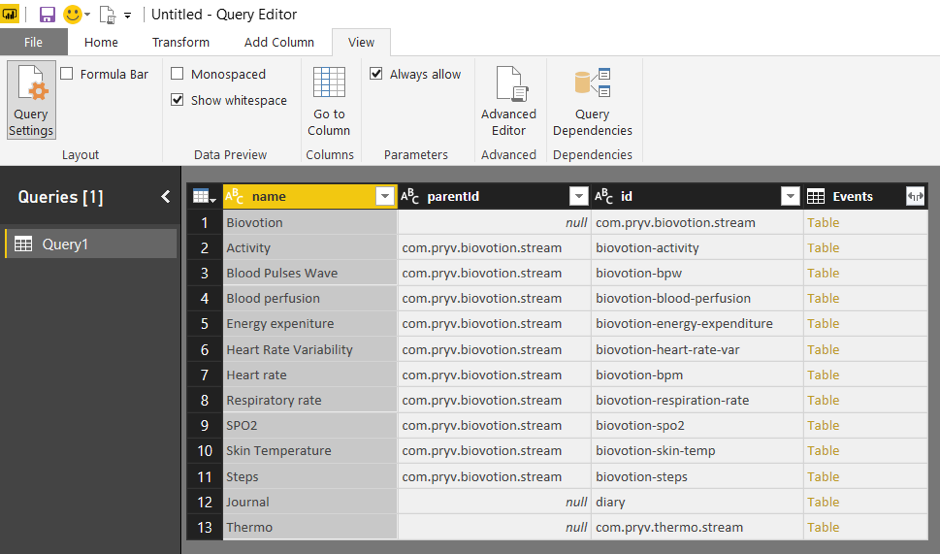 Untitled - Query Editor
File Home Transform Add Column View
Query Settings
Formula Bar
Layout
Monospaced
Show whitespace
Data Preview
Go to Column
Columns
Always allow
Parameters
Advanced Editor
Advanced
Query Dependencies
Dependencies
Queries [1]
Query1
ABC name ABC parentId ABC id Events
1 Biovotion null com.pryv.biovotion.stream Table
2 Activity com.pryv.biovotion.stream biovotion-activity Table
3 Blood Pulses Wave com.pryv.biovotion.stream biovotion-bpw Table
4 Blood perfusion com.pryv.biovotion.stream biovotion-blood-perfusion Table
5 Energy expeniture com.pryv.biovotion.stream biovotion-energy-expenditure Table
6 Heart Rate Variability com.pryv.biovotion.stream biovotion-heart-rate-var Table
7 Heart rate com.pryv.biovotion.stream biovotion-bpm Table
8 Respiratory rate com.pryv.biovotion.stream biovotion-respiration-rate Table
9 SPO2 com.pryv.biovotion.stream biovotion-spo2 Table
10 Skin Temperature com.pryv.biovotion.stream biovotion-skin-temp Table
11 Steps com.pryv.biovotion.stream biovotion-steps Table
12 Journal null diary Table
13 Thermo null com.pryv.thermo.stream Table